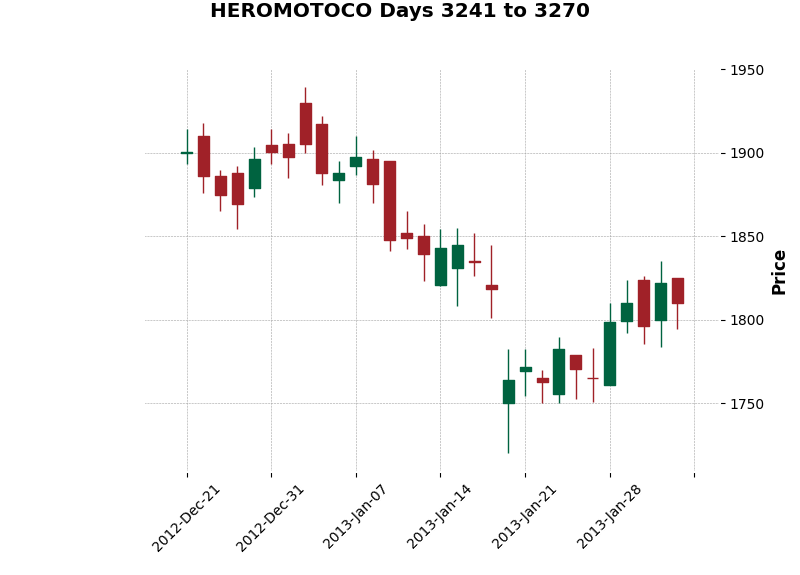 HEROMOTOCO Days 3241 to 3270
1950
1900
1850
1800
1750
Price
2012-Dec-21
2012-Dec-31
2013-Jan-07
2013-Jan-14
2013-Jan-21
2013-Jan-28